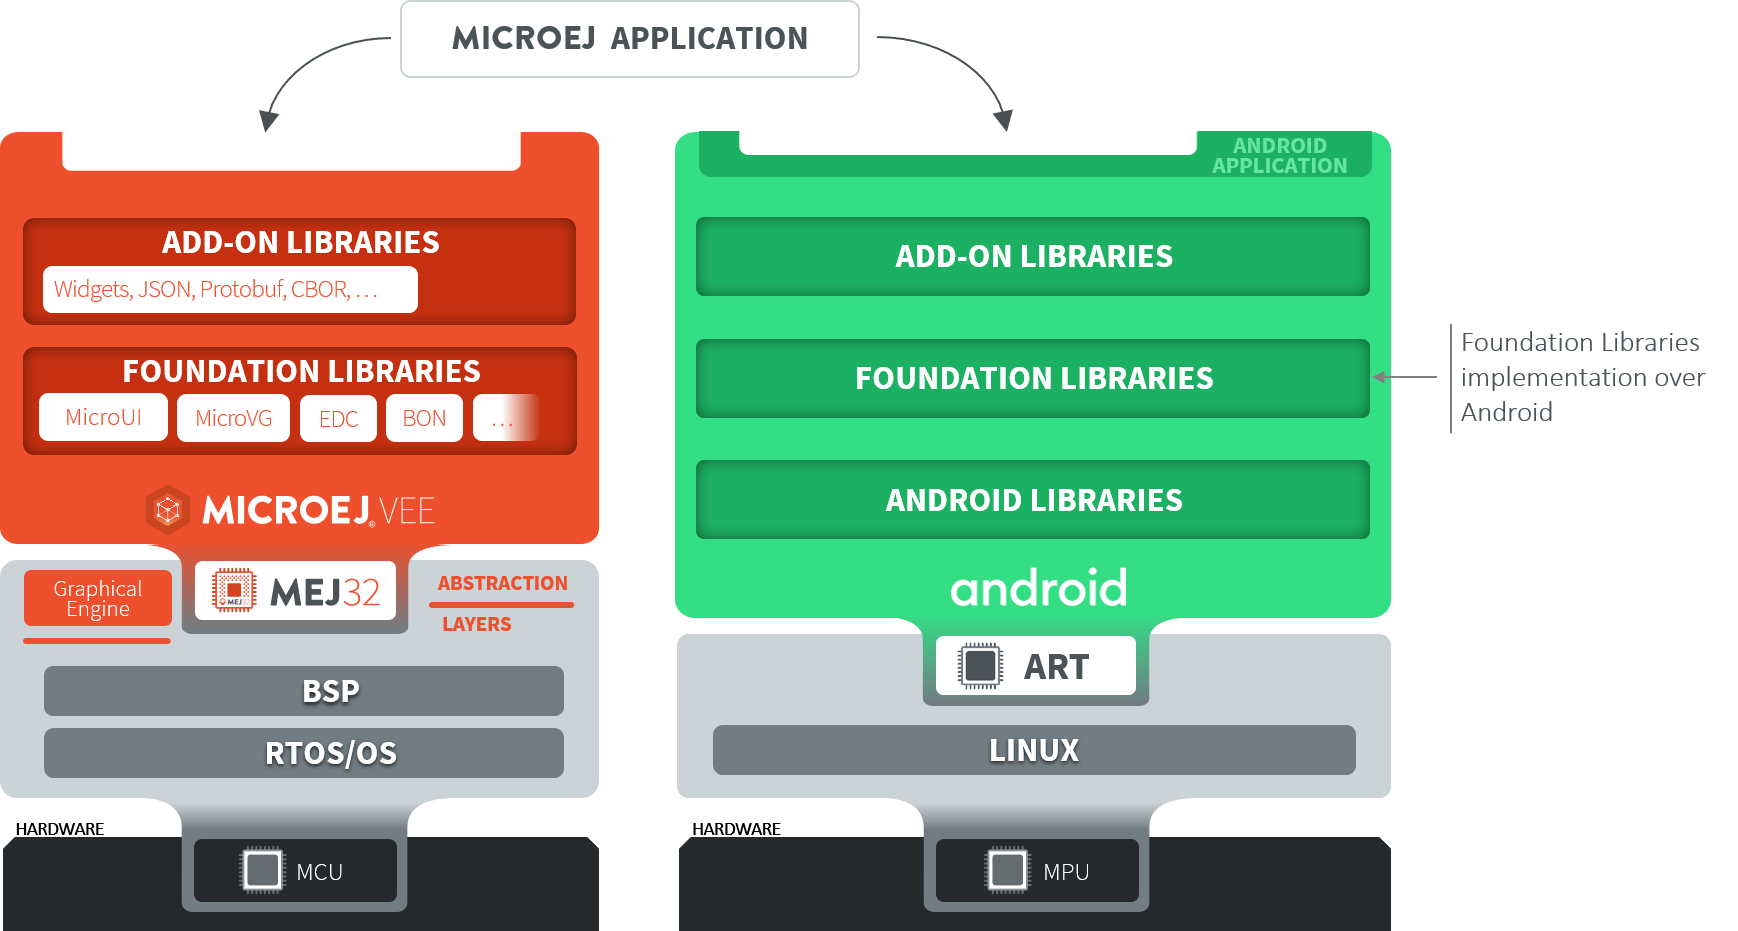 MICROEJ APPLICATION
ADD-ON LIBRARIES
Widgets, JSON, Protobuf, CBOR, ...
FOUNDATION LIBRARIES
MicroUI
MicroVG
EDC
BON
...
MICROEJ® VEE
Graphical
Engine
MEJ32
MEJ32
ABSTRACTION
LAYERS
BSP
RTOS/OS
HARDWARE
MCU
ANDROID
APPLICATION
ADD-ON LIBRARIES
FOUNDATION LIBRARIES
ANDROID LIBRARIES
android
ART
LINUX
HARDWARE
MPU
Foundation Libraries
implementation over
Android